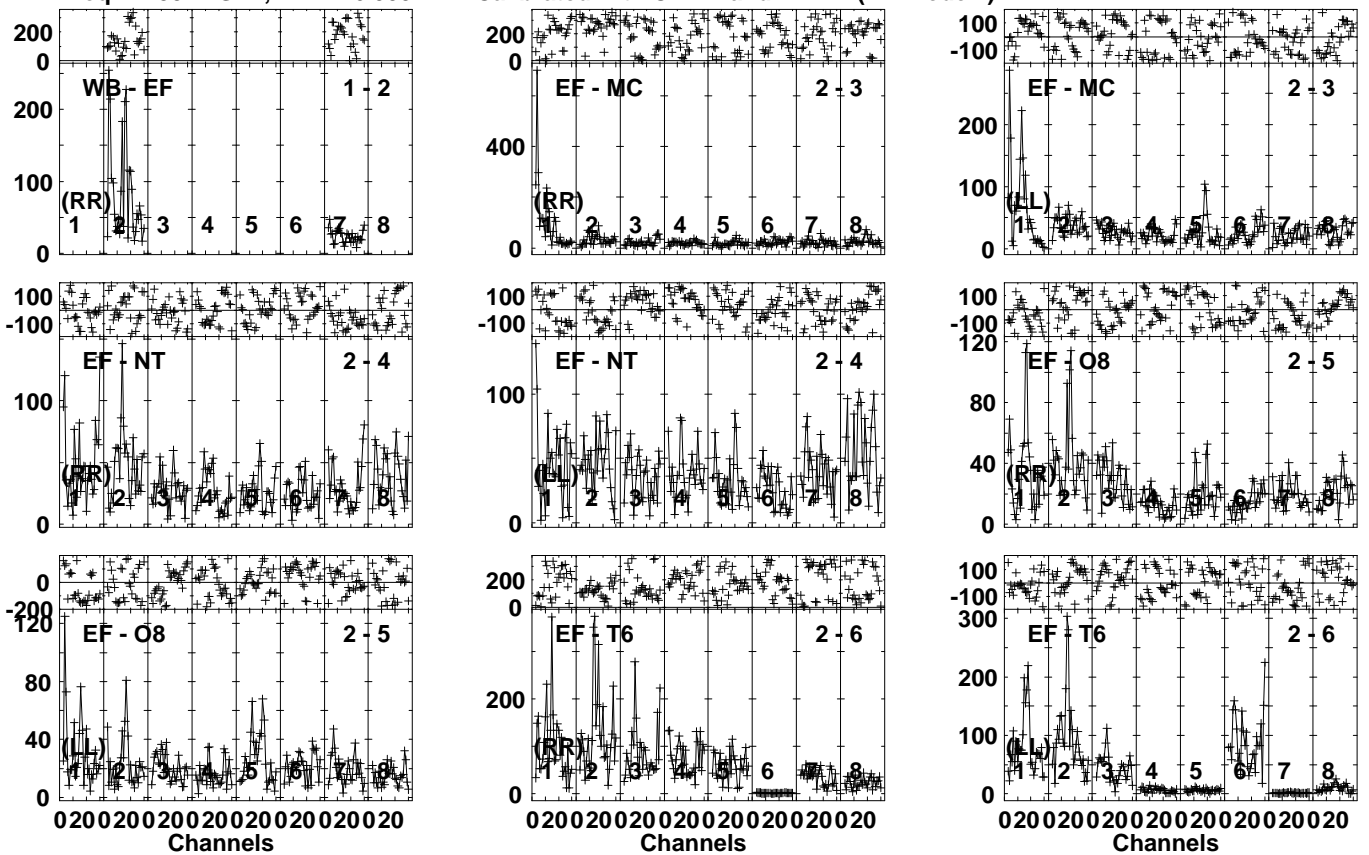 200
0
WB - EF 1 - 2
200
100
0
(RR)
1 2 3 4 5 6 7 8
200
0
EF - MC 2 - 3
400
0
(RR)
1 2 3 4 5 6 7 8
100
-100
EF - MC 2 - 3
200
100
0
(LL)
1 2 3 4 5 6 7 8
100
-100
EF - NT 2 - 4
100
0
(RR)
1 2 3 4 5 6 7 8
100
-100
EF - NT 2 - 4
100
0
(LL)
1 2 3 4 5 6 7 8
100
-100
120
EF - O8 2 - 5
80
40
0
(RR)
1 2 3 4 5 6 7 8
0
-200
120
EF - O8 2 - 5
80
40
0
(LL)
1 2 3 4 5 6 7 8
020020020020020020020020
Channels
200
0
EF - T6 2 - 6
200
0
(RR)
1 2 3 4 5 6 7 8
020020020020020020020020
Channels
100
-100
300
EF - T6 2 - 6
200
100
0
(LL)
1 2 3 4 5 6 7 8
020020020020020020020020
Channels